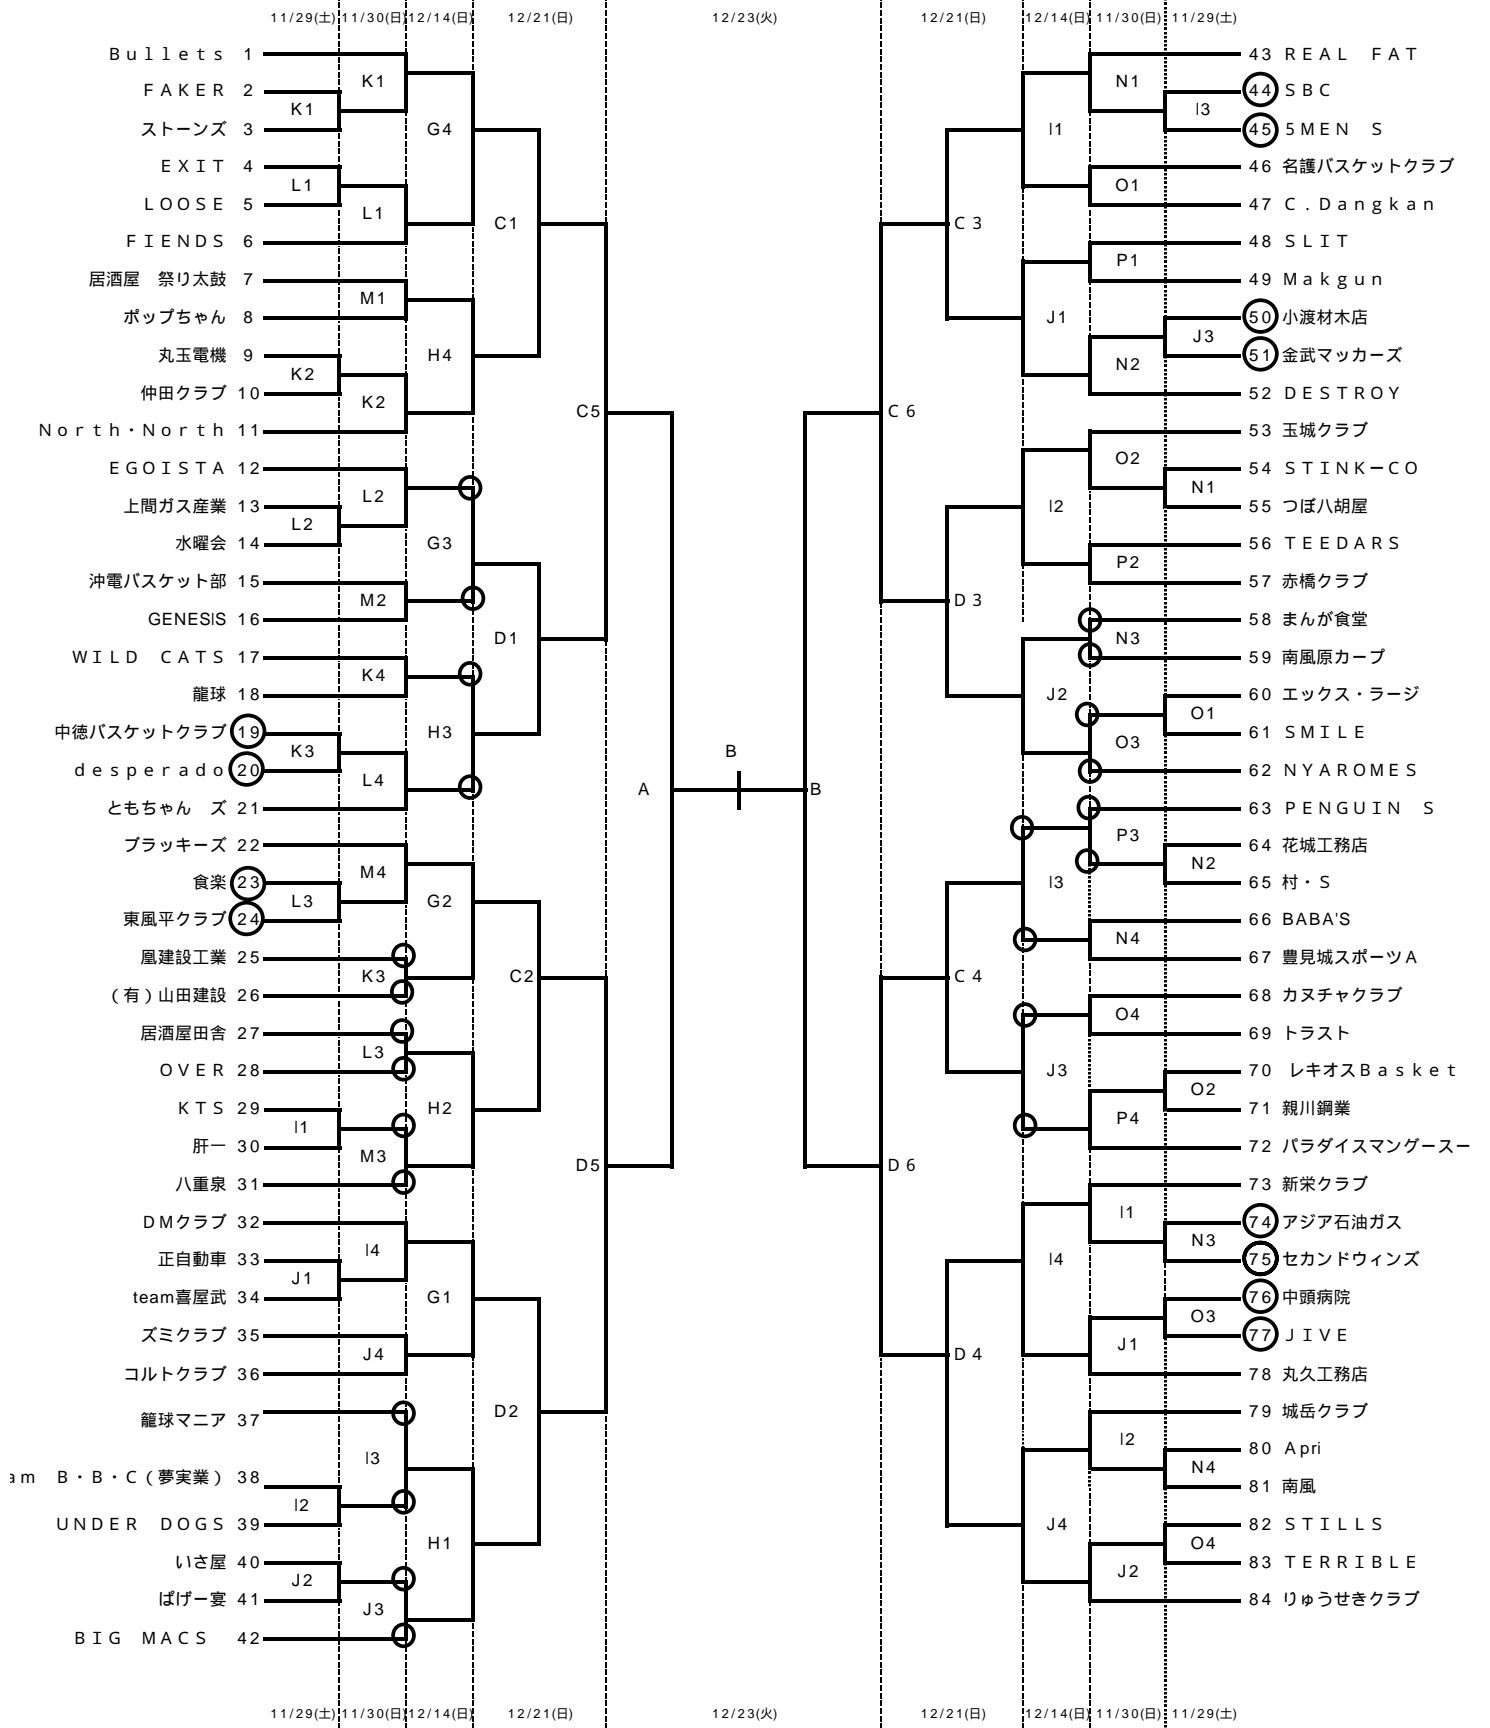 11/29(土) 11/30(日) 12/14(日) 12/21(日) 12/23(火) 12/21(日) 12/14(日) 11/30(日) 11/29(土)
Bullets 1
FAKER 2
ストーンズ 3
EXIT 4
LOOSE 5
FIENDS 6
居酒屋 祭り太鼓 7
ポップちゃん 8
丸玉電機 9
仲田クラブ 10
North・North 11
EGOISTA 12
上間ガス産業 13
水曜会 14
沖電バスケット部 15
GENESIS 16
WILD CATS 17
龍球 18
中徳バスケットクラブ 19
desperado 20
ともちゃん ズ 21
ブラッキーズ 22
食楽 23
東風平クラブ 24
凰建設工業 25
(有)山田建設 26
居酒屋田舎 27
OVER 28
KTS 29
肝一 30
八重泉 31
DMクラブ 32
正自動車 33
team喜屋武 34
ズミクラブ 35
コルトクラブ 36
籠球マニア 37
am B・B・C(夢実業) 38
UNDER DOGS 39
いさ屋 40
ぱげー宴 41
BIG MACS 42
K1
L1
K2
L2
K3
L3
I1
J1
I2
J2
K1
L1
M1
K2
L2
M2
K4
L4
M4
K3
L3
M3
I4
J4
I3
J3
G4
H4
G3
H3
G2
H2
G1
H1
C1
D1
C2
D2
C5
D5
A
B
B
C6
D6
C3
D3
C4
D4
I1
J1
I2
J2
I3
J3
I4
J4
N1
O1
P1
N2
O2
P2
N3
O3
P3
N4
O4
P4
I1
J1
I2
J2
I3
J3
N1
O1
N2
O2
N3
O3
N4
O4
43 REAL FAT
44 SBC
45 5MEN S
46 名護バスケットクラブ
47 C.Dangkan
48 SLIT
49 Makgun
50 小渡材木店
51 金武マッカーズ
52 DESTROY
53 玉城クラブ
54 STINK－CO
55 つぼ八胡屋
56 TEEDARS
57 赤橋クラブ
58 まんが食堂
59 南風原カープ
60 エックス・ラージ
61 SMILE
62 NYAROMES
63 PENGUIN S
64 花城工務店
65 村・S
66 BABA'S
67 豊見城スポーツA
68 カヌチャクラブ
69 トラスト
70 レキオスBasket
71 親川鋼業
72 パラダイスマングースー
73 新栄クラブ
74 アジア石油ガス
75 セカンドウィンズ
76 中頭病院
77 JIVE
78 丸久工務店
79 城岳クラブ
80 Apri
81 南風
82 STILLS
83 TERRIBLE
84 りゅうせきクラブ
11/29(土) 11/30(日) 12/14(日) 12/21(日) 12/23(火) 12/21(日) 12/14(日) 11/30(日) 11/29(土)